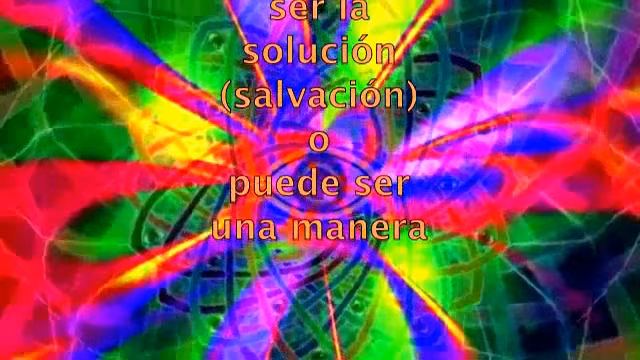 ser la
solución
(salvación)
o
puede ser
una manera